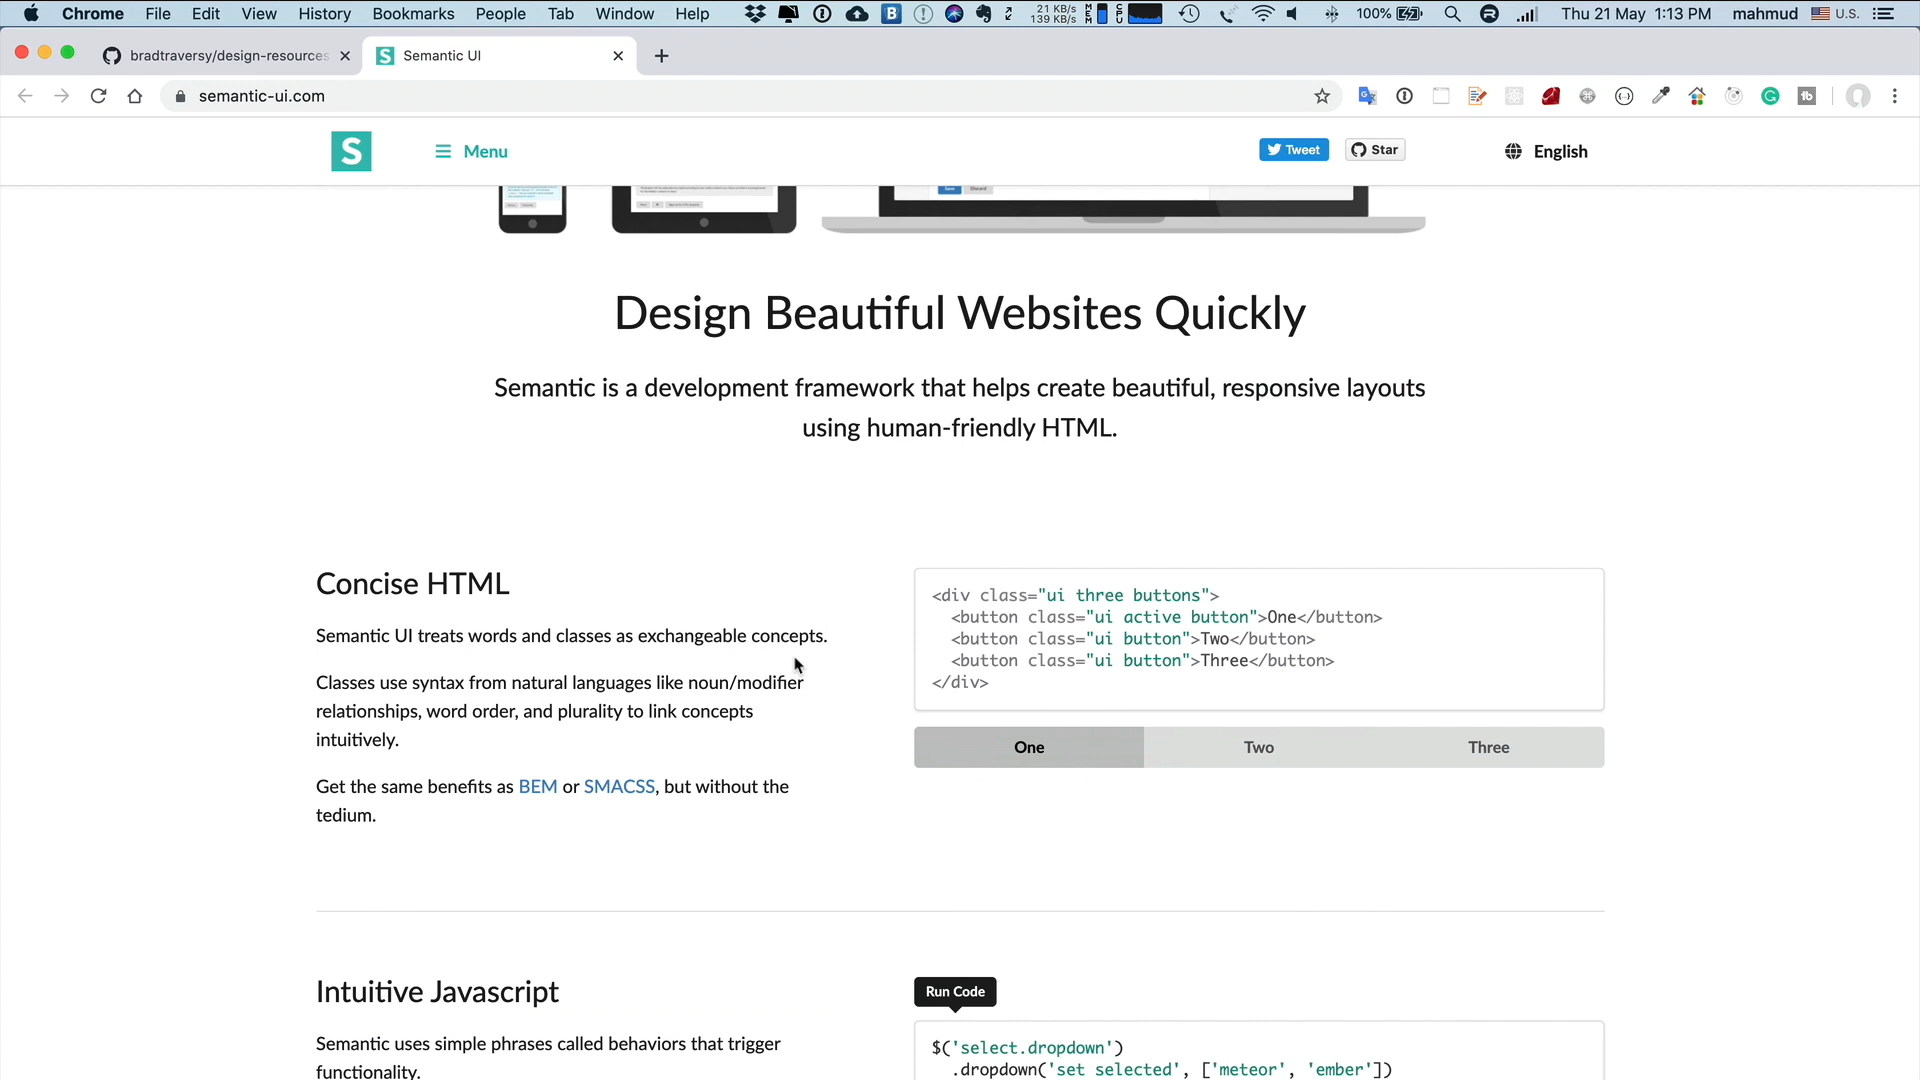 Chrome File Edit View History Bookmarks People Tab Window Help 21 KB/s 139 KB/s MEM CPU 100% Thu 21 May 1:13 PM mahmud U.S.
bradtraversy/design-resources
Semantic UI
semantic-ui.com
S
Menu
Tweet
Star
English
Design Beautiful Websites Quickly
Semantic is a development framework that helps create beautiful, responsive layouts
using human-friendly HTML.
Concise HTML
Semantic UI treats words and classes as exchangeable concepts.
Classes use syntax from natural languages like noun/modifier
relationships, word order, and plurality to link concepts
intuitively.
Get the same benefits as BEM or SMACSS, but without the
tedium.
<div class="ui three buttons">
<button class="ui active button">One</button>
<button class="ui button">Two</button>
<button class="ui button">Three</button>
</div>
One Two Three
Intuitive Javascript
Semantic uses simple phrases called behaviors that trigger
functionality.
Run Code
$('select.dropdown')
.dropdown('set selected', ['meteor', 'ember'])